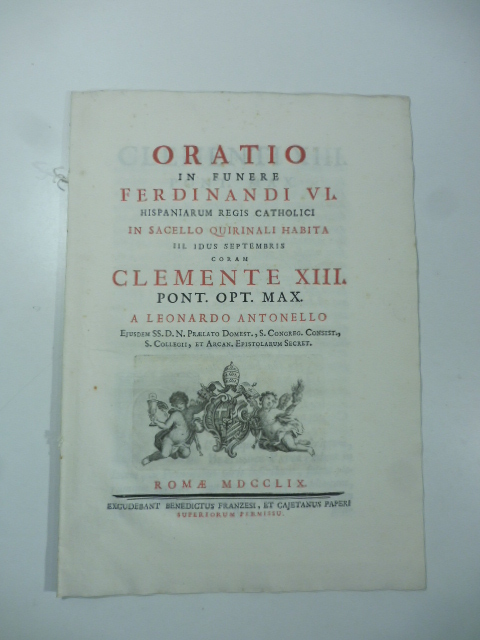 ORATIO
IN FUNERE
FERDINANDI VI.
HISPANIARUM REGIS CATHOLICI
IN SACELLO QUIRINALI HABITA
III. IDUS SEPTEMBRIS
CORAM
CLEMENTE XIII.
PONT. OPT. MAX.
A LEONARDO ANTONELLO
EJUSDEM SS. D. N. PRÆLATO DOMEST., S. CONGREG. CONSIST.,
S. COLLEGII, ET ARCAN. EPISTOLARUM SECRET.
ROMÆ MDCCLIX.
EXCUDEBANT BENEDICTUS FRANZESI, ET CAJETANUS PAPERI
SUPERIORUM PERMISSU.